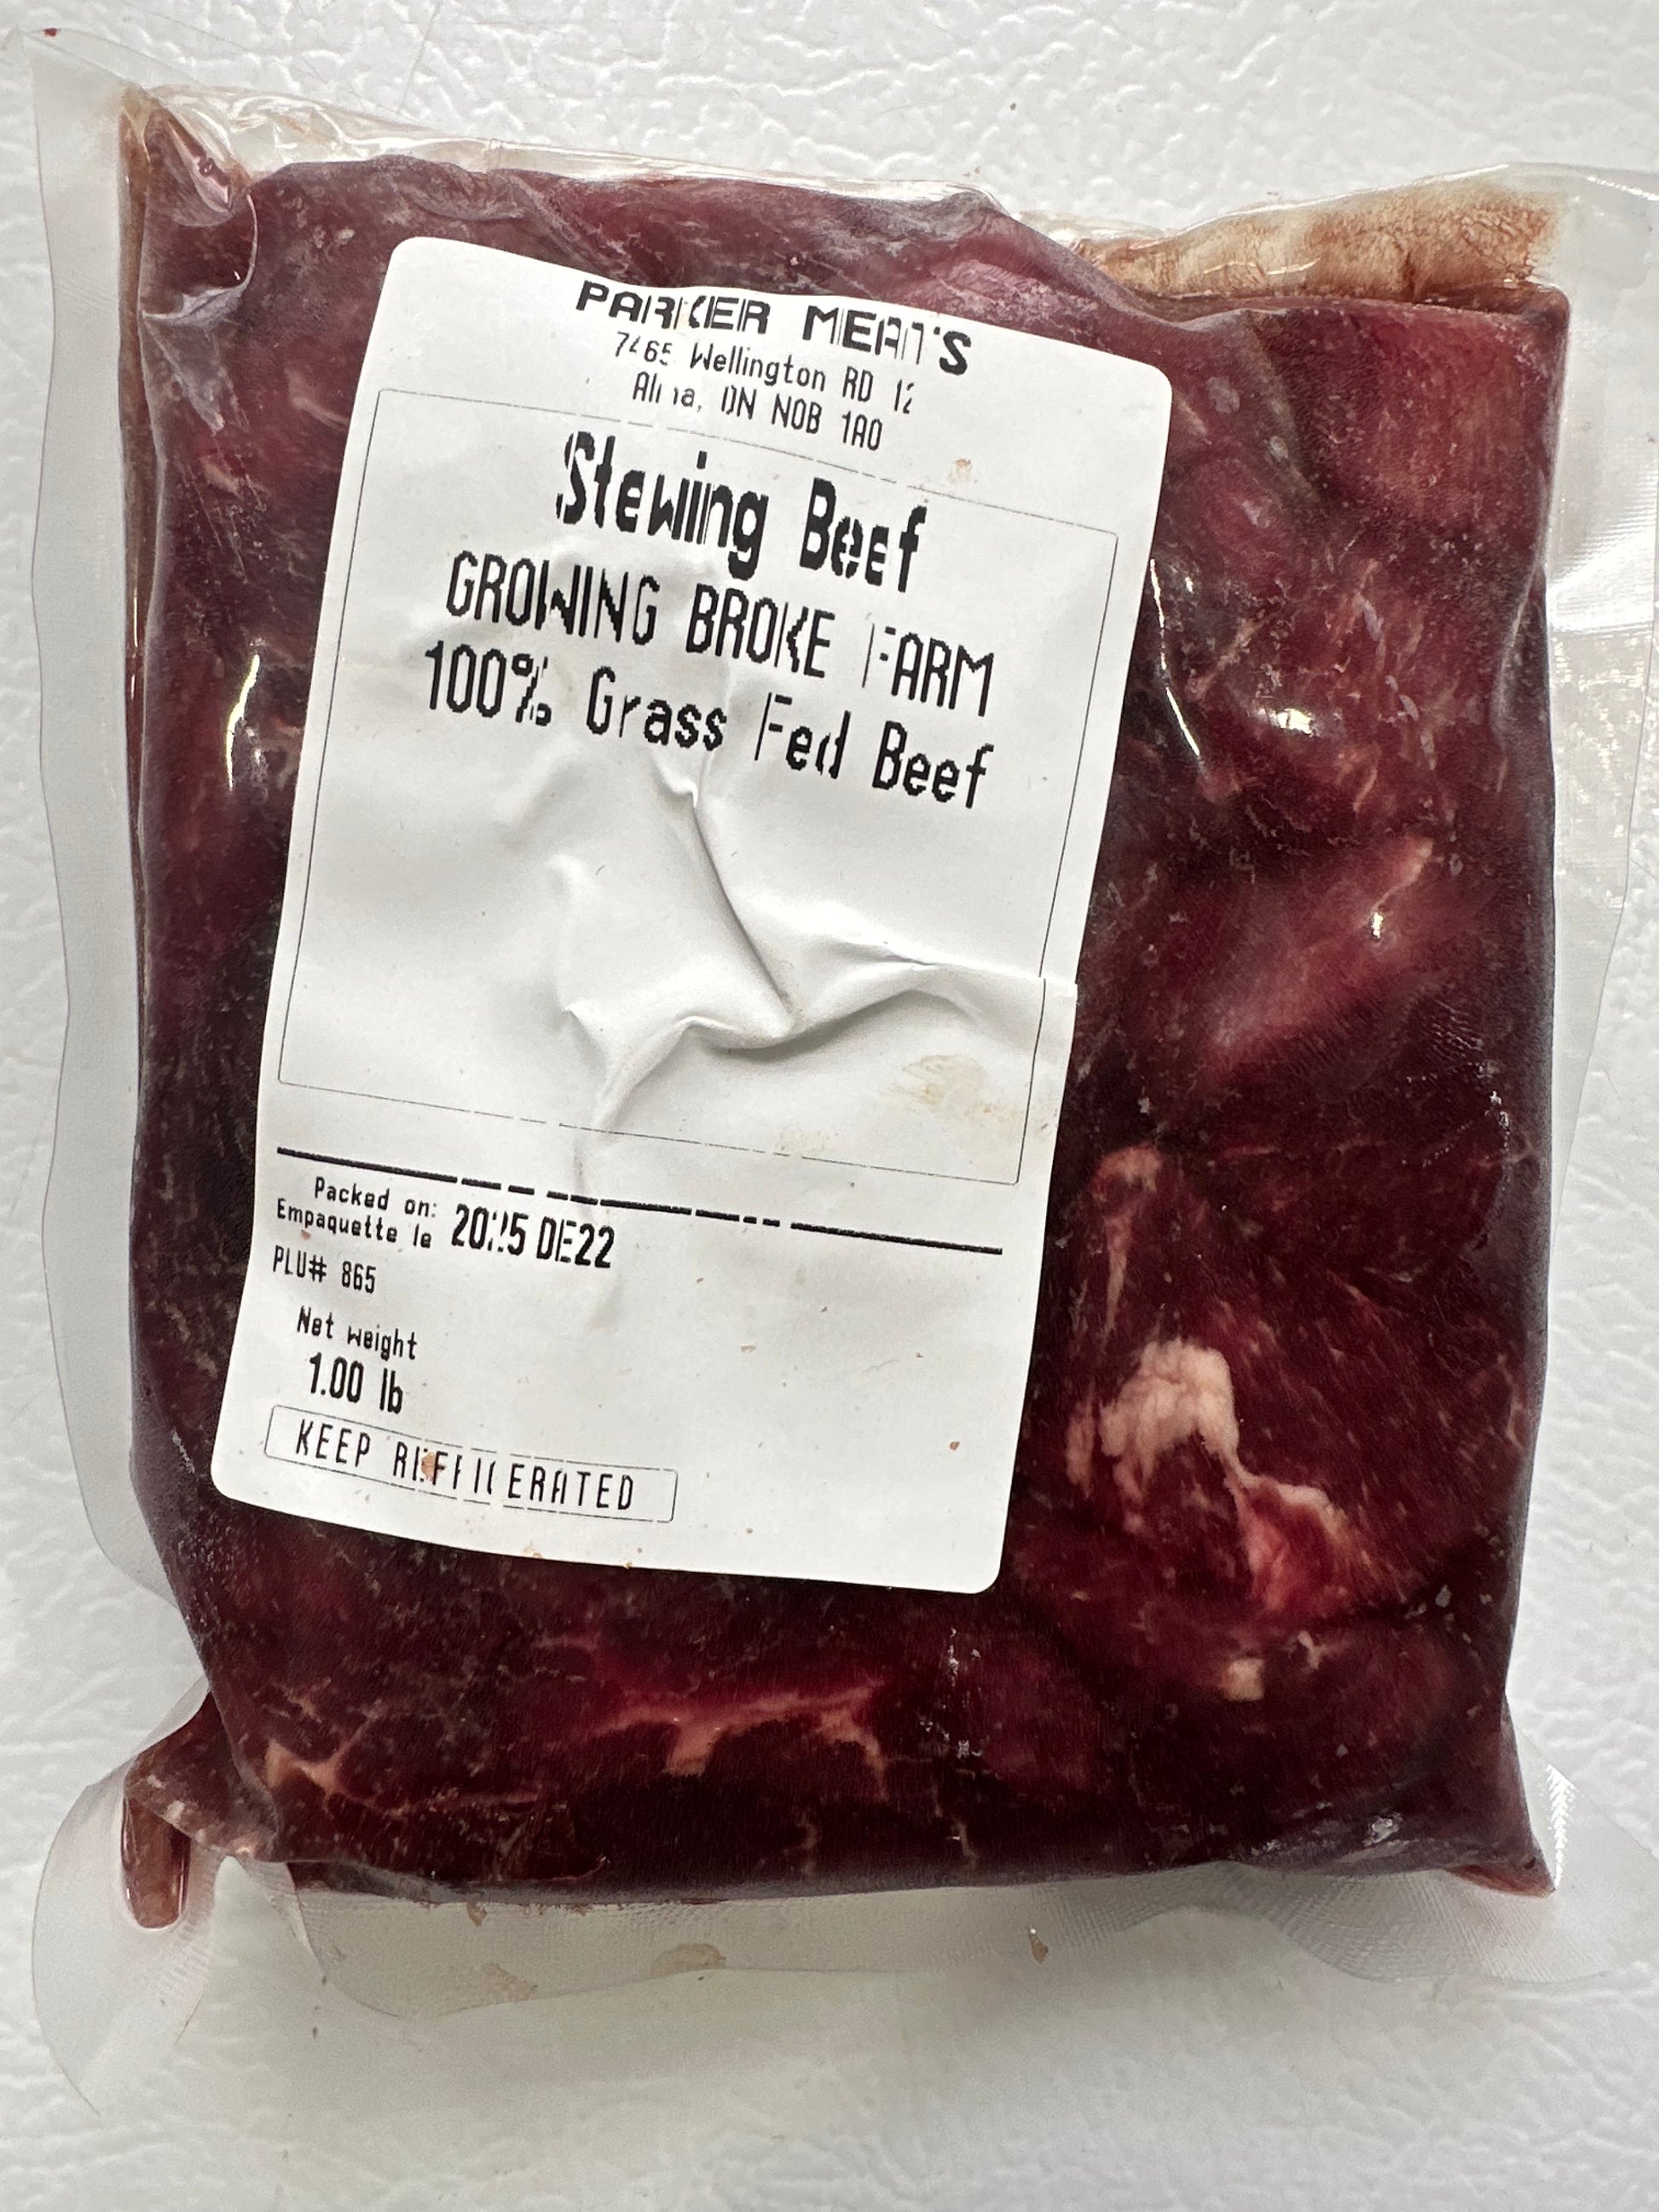 PARKER MEATS
7465 Wellington RD 12
Alma, ON N0B 1A0
Stewing Beef
GROWING BROKE FARM
100% Grass Fed Beef
Packed on:
Empaquette le 2025 DE22
PLU# 865
Net weight
1.00 lb
KEEP REFRIGERATED